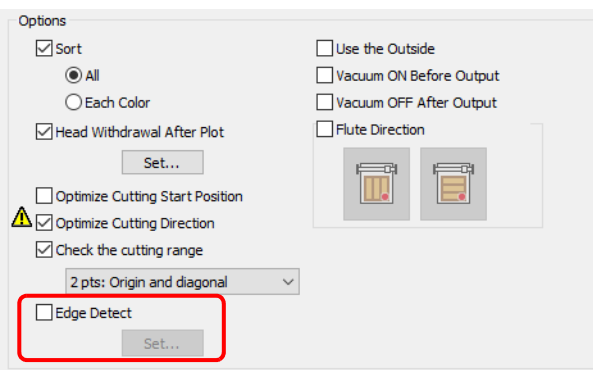 Options
Sort
All
Each Color
Head Withdrawal After Plot
Set...
Optimize Cutting Start Position
Optimize Cutting Direction
Check the cutting range
2 pts: Origin and diagonal
Edge Detect
Set...
Use the Outside
Vacuum ON Before Output
Vacuum OFF After Output
Flute Direction